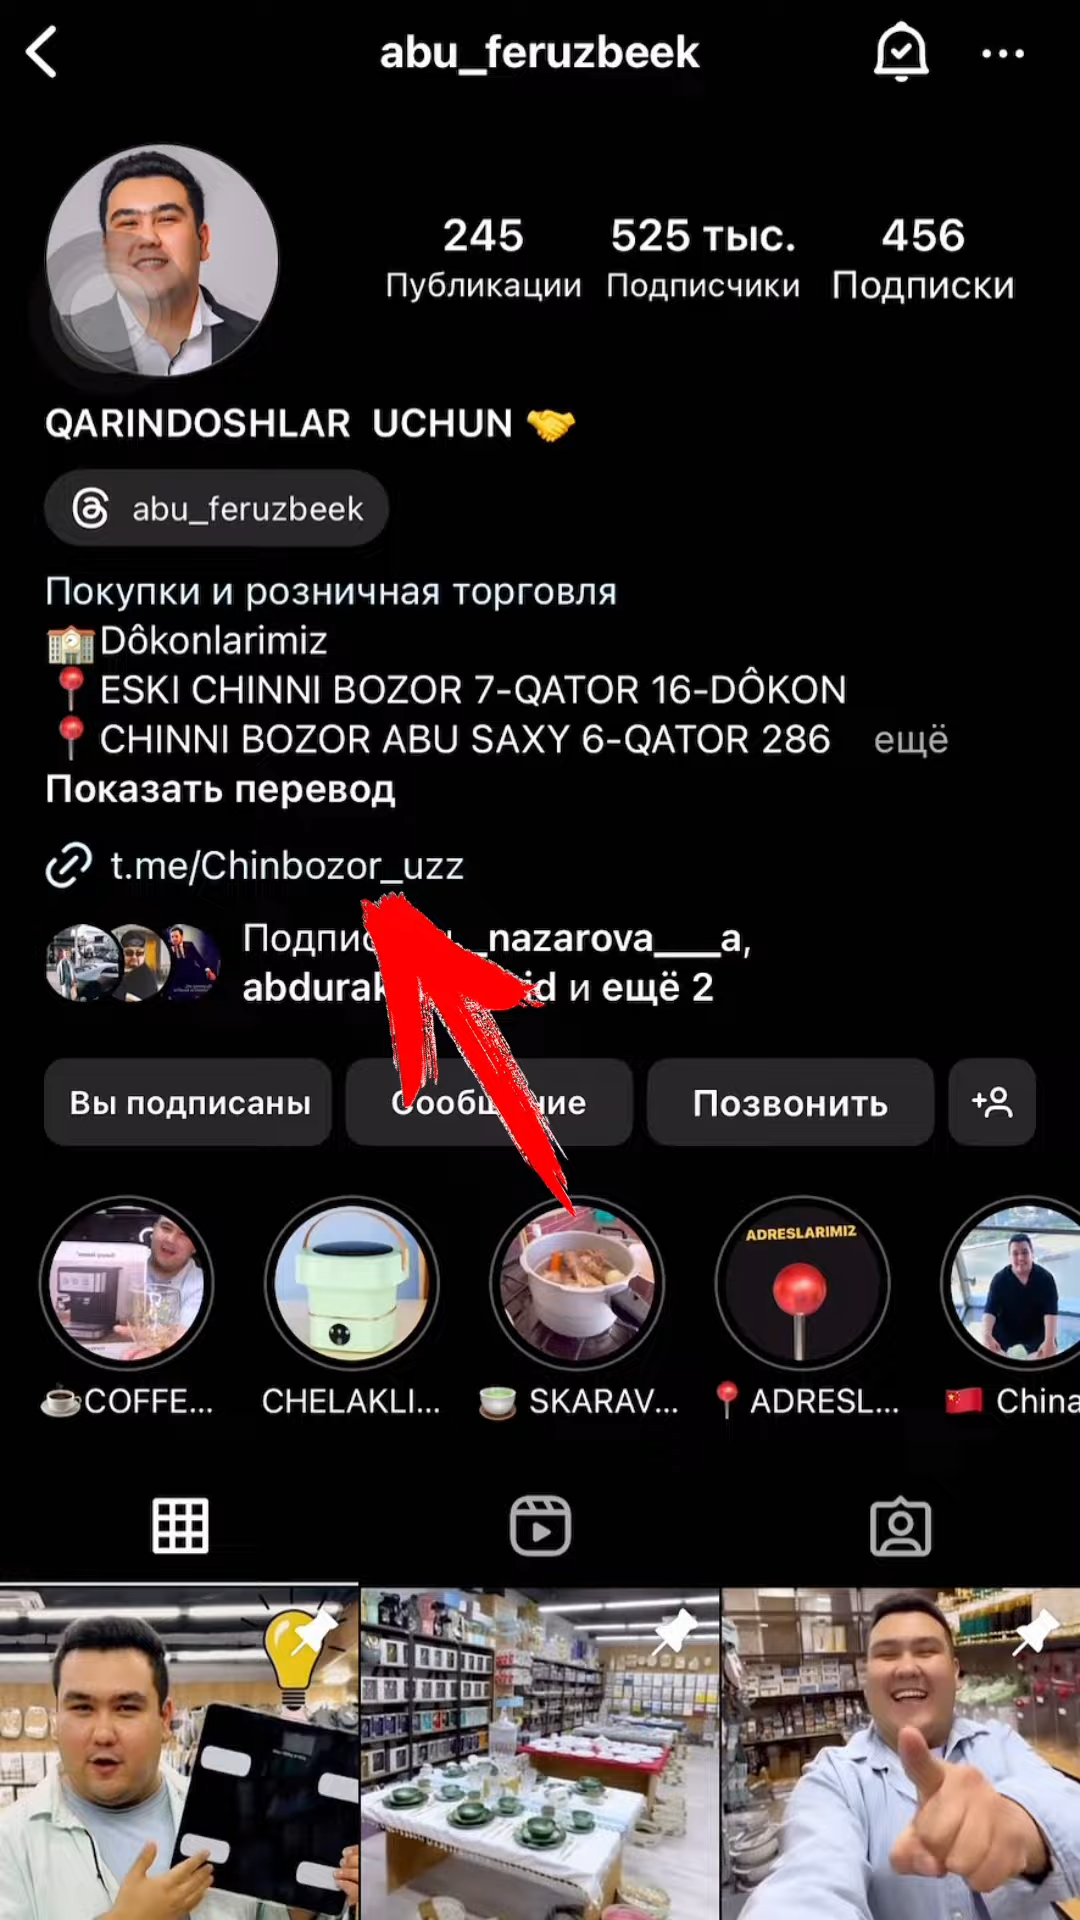 abu_feruzbeek
245
525 тыс.
456
Публикации
Подписчики
Подписки
QARINDOSHLAR UCHUN 🤝
abu_feruzbeek
Покупки и розничная торговля
🏫Dôkonlarimiz
📍ESKI CHINNI BOZOR 7-QATOR 16-DÔKON
📍CHINNI BOZOR ABU SAXY 6-QATOR 286 ещё
Показать перевод
t.me/Chinbozor_uzz
_nazarova___a,
и ещё 2
Вы подписаны
Сообщение
Позвонить
ADRESLARIMIZ
☕COFFE...
CHELAKLI...
🍵 SKARAV...
📍ADRESL...
🇨🇳 China